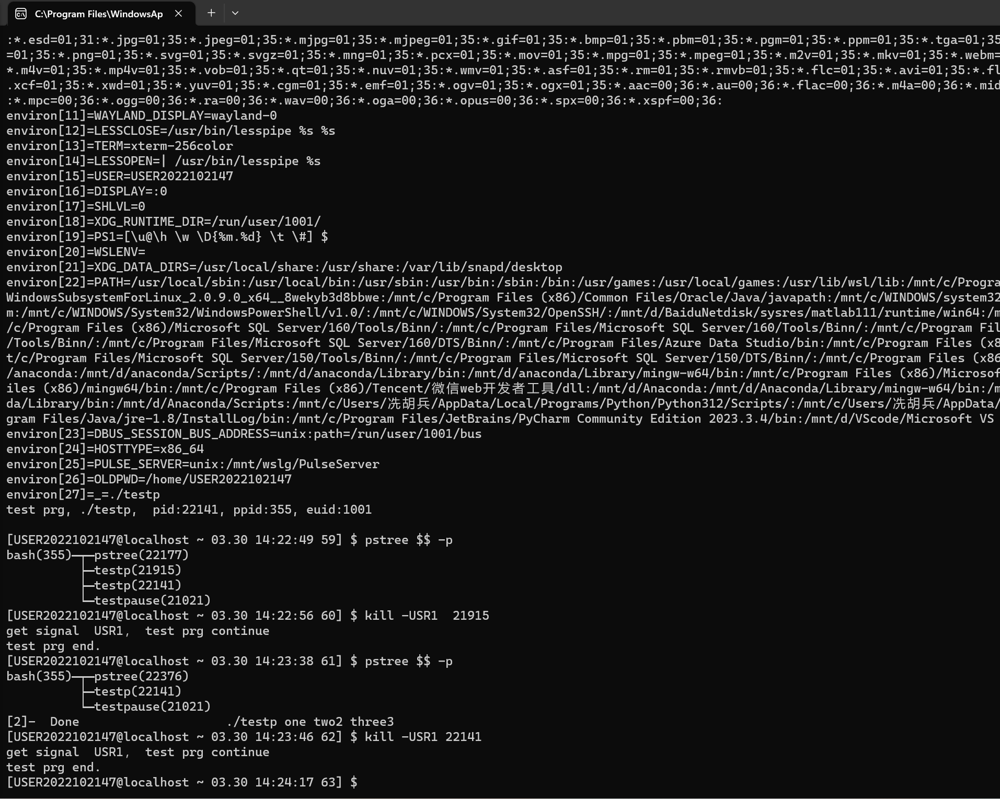 C:\Program Files\WindowsAp
:*.esd=01;31:*.jpg=01;35:*.jpeg=01;35:*.mjpg=01;35:*.mjpeg=01;35:*.gif=01;35:*.bmp=01;35:*.pbm=01;35:*.pgm=01;35:*.ppm=01;35:*.tga=01;35
=01;35:*.png=01;35:*.svg=01;35:*.svgz=01;35:*.mng=01;35:*.pcx=01;35:*.mov=01;35:*.mpg=01;35:*.mpeg=01;35:*.m2v=01;35:*.mkv=01;35:*.webm=
*.m4v=01;35:*.mp4v=01;35:*.vob=01;35:*.qt=01;35:*.nuv=01;35:*.wmv=01;35:*.asf=01;35:*.rm=01;35:*.rmvb=01;35:*.flc=01;35:*.avi=01;35:*.fl
.xcf=01;35:*.xwd=01;35:*.yuv=01;35:*.cgm=01;35:*.emf=01;35:*.ogv=01;35:*.ogx=01;35:*.aac=00;36:*.au=00;36:*.flac=00;36:*.m4a=00;36:*.mid
:*.mpc=00;36:*.ogg=00;36:*.ra=00;36:*.wav=00;36:*.oga=00;36:*.opus=00;36:*.spx=00;36:*.xspf=00;36:
environ[11]=WAYLAND_DISPLAY=wayland-0
environ[12]=LESSCLOSE=/usr/bin/lesspipe %s %s
environ[13]=TERM=xterm-256color
environ[14]=LESSOPEN=| /usr/bin/lesspipe %s
environ[15]=USER=USER2022102147
environ[16]=DISPLAY=:0
environ[17]=SHLVL=0
environ[18]=XDG_RUNTIME_DIR=/run/user/1001/
environ[19]=PS1=[\u@\h \w \D{%m.%d} \t \#] $
environ[20]=WSLENV=
environ[21]=XDG_DATA_DIRS=/usr/local/share:/usr/share:/var/lib/snapd/desktop
environ[22]=PATH=/usr/local/sbin:/usr/local/bin:/usr/sbin:/usr/bin:/sbin:/bin:/usr/games:/usr/local/games:/usr/lib/wsl/lib:/mnt/c/Progra
WindowsSubsystemForLinux_2.0.9.0_x64__8wekyb3d8bbwe:/mnt/c/Program Files (x86)/Common Files/Oracle/Java/javapath:/mnt/c/WINDOWS/system32
m:/mnt/c/WINDOWS/System32/WindowsPowerShell/v1.0/:/mnt/c/WINDOWS/System32/OpenSSH/:/mnt/d/BaiduNetdisk/sysres/matlab111/runtime/win64:/m
/c/Program Files (x86)/Microsoft SQL Server/160/Tools/Binn/:/mnt/c/Program Files/Microsoft SQL Server/160/Tools/Binn/:/mnt/c/Program Fil
/Tools/Binn/:/mnt/c/Program Files/Microsoft SQL Server/160/DTS/Binn/:/mnt/c/Program Files/Azure Data Studio/bin:/mnt/c/Program Files (x8
t/c/Program Files/Microsoft SQL Server/150/Tools/Binn/:/mnt/c/Program Files/Microsoft SQL Server/150/DTS/Binn/:/mnt/c/Program Files (x86
/anaconda:/mnt/d/anaconda/Scripts/:/mnt/d/anaconda/Library/bin:/mnt/d/anaconda/Library/mingw-w64/bin:/mnt/c/Program Files (x86)/Microsof
iles (x86)/mingw64/bin:/mnt/c/Program Files (x86)/Tencent/微信web开发者工具/dll:/mnt/d/Anaconda:/mnt/d/Anaconda/Library/mingw-w64/bin:/m
da/Library/bin:/mnt/d/Anaconda/Scripts:/mnt/c/Users/冼胡兵/AppData/Local/Programs/Python/Python312/Scripts/:/mnt/c/Users/冼胡兵/AppData/
gram Files/Java/jre-1.8/InstallLog/bin:/mnt/c/Program Files/JetBrains/PyCharm Community Edition 2023.3.4/bin:/mnt/d/VScode/Microsoft VS
environ[23]=DBUS_SESSION_BUS_ADDRESS=unix:path=/run/user/1001/bus
environ[24]=HOSTTYPE=x86_64
environ[25]=PULSE_SERVER=unix:/mnt/wslg/PulseServer
environ[26]=OLDPWD=/home/USER2022102147
environ[27]=_=./testp
test prg, ./testp,  pid:22141, ppid:355, euid:1001
[USER2022102147@localhost ~ 03.30 14:22:49 59] $ pstree $$ -p
bash(355)─┬─pstree(22177)
├─testp(21915)
├─testp(22141)
└─testpause(21021)
[USER2022102147@localhost ~ 03.30 14:22:56 60] $ kill -USR1  21915
get signal  USR1,  test prg continue
test prg end.
[USER2022102147@localhost ~ 03.30 14:23:38 61] $ pstree $$ -p
bash(355)─┬─pstree(22376)
├─testp(22141)
└─testpause(21021)
[2]-  Done                    ./testp one two2 three3
[USER2022102147@localhost ~ 03.30 14:23:46 62] $ kill -USR1 22141
get signal  USR1,  test prg continue
test prg end.
[USER2022102147@localhost ~ 03.30 14:24:17 63] $